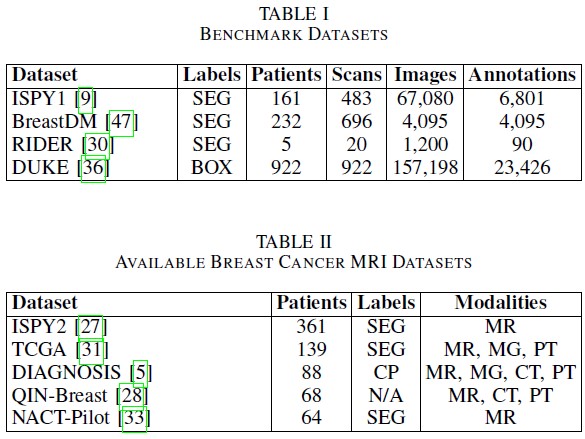 TABLE I
BENCHMARK DATASETS
Dataset Labels Patients Scans Images Annotations
ISPY1 [9] SEG 161 483 67,080 6,801
BreastDM [47] SEG 232 696 4,095 4,095
RIDER [30] SEG 5 20 1,200 90
DUKE [36] BOX 922 922 157,198 23,426
TABLE II
AVAILABLE BREAST CANCER MRI DATASETS
Dataset Patients Labels Modalities
ISPY2 [27] 361 SEG MR
TCGA [31] 139 SEG MR, MG, PT
DIAGNOSIS [5] 88 CP MR, MG, CT, PT
QIN-Breast [28] 68 N/A MR, CT, PT
NACT-Pilot [33] 64 SEG MR